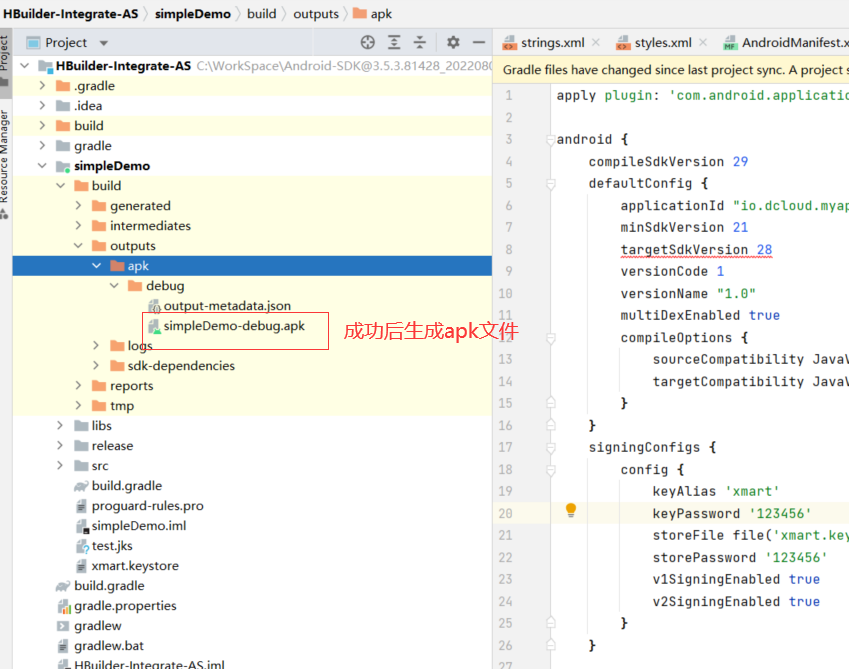 HBuilder-Integrate-AS simpleDemo build outputs apk
Project
strings.xml
styles.xml
AndroidManifest.x
Project
Resource Manager
HBuilder-Integrate-AS C:\WorkSpace\Android-SDK@3.5.3.81428_2022080
.gradle
.idea
build
gradle
simpleDemo
build
generated
intermediates
outputs
apk
debug
output-metadata.json
simpleDemo-debug.apk
成功后生成apk文件
logs
sdk-dependencies
reports
tmp
libs
release
src
build.gradle
proguard-rules.pro
simpleDemo.iml
test.jks
xmart.keystore
build.gradle
gradle.properties
gradlew
gradlew.bat
HBuilder-Integrate-AS.iml
Gradle files have changed since last project sync. A project s
1 apply plugin: 'com.android.applicatio
2
3 android {
4 compileSdkVersion 29
5 defaultConfig {
6 applicationId "io.dcloud.myap
7 minSdkVersion 21
8 targetSdkVersion 28
9 versionCode 1
10 versionName "1.0"
11 multiDexEnabled true
12 compileOptions {
13 sourceCompatibility JavaV
14 targetCompatibility JavaV
15 }
16 }
17 signingConfigs {
18 config {
19 keyAlias 'xmart'
20 keyPassword '123456'
21 storeFile file('xmart.key
22 storePassword '123456'
23 v1SigningEnabled true
24 v2SigningEnabled true
25 }
26 }
27